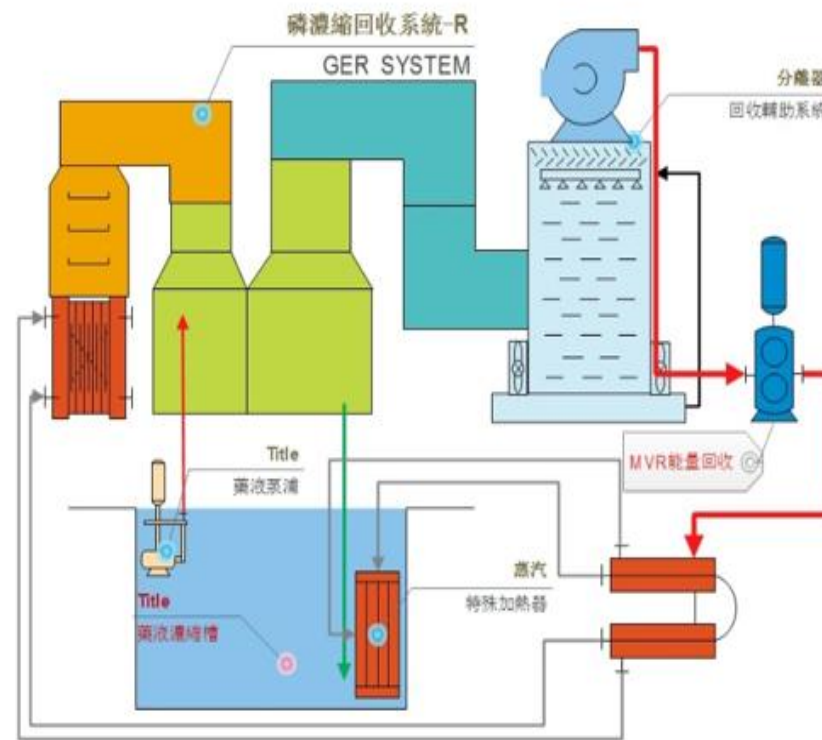 磷濃縮回收系統-R
GER SYSTEM
分離器
回收輔助系統
Title
藥液泵浦
MVR能量回收
蒸汽
特殊加熱器
Title
藥液濃縮槽